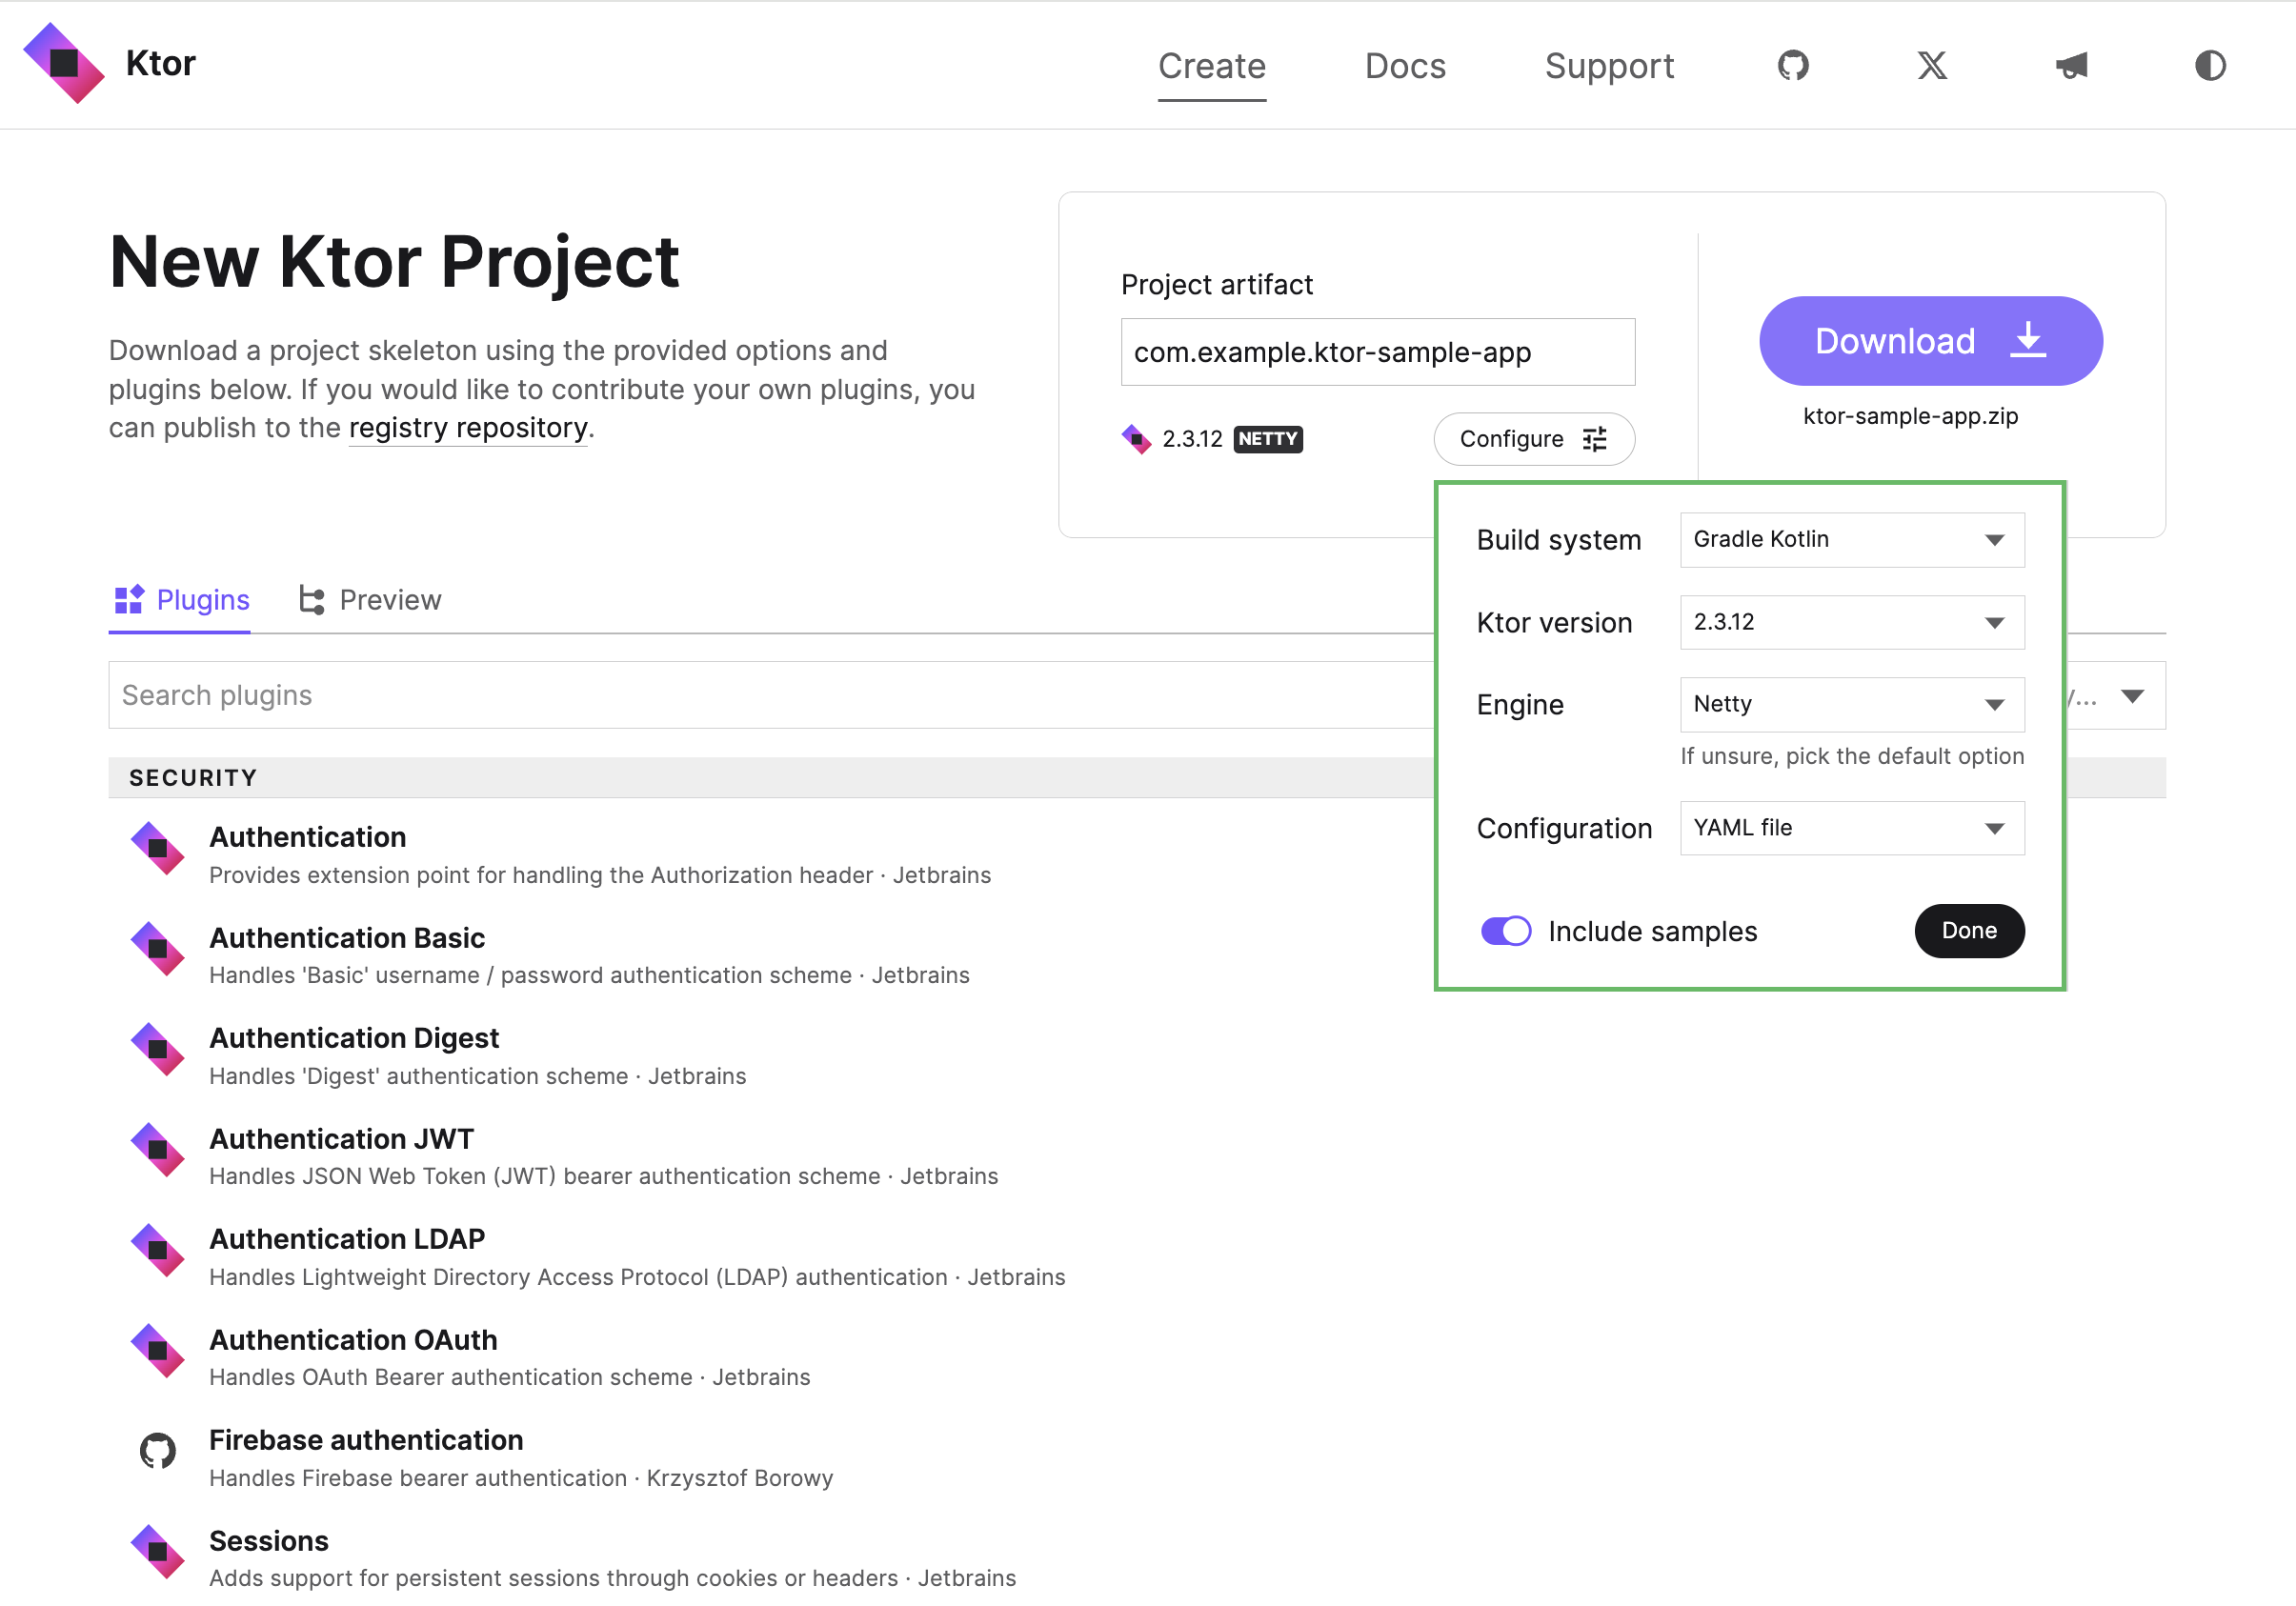 Ktor
Create
Docs
Support
New Ktor Project
Download a project skeleton using the provided options and
plugins below. If you would like to contribute your own plugins, you
can publish to the registry repository.
Project artifact
com.example.ktor-sample-app
2.3.12 NETTY
Configure
Download
ktor-sample-app.zip
Build system
Gradle Kotlin
Ktor version
2.3.12
Engine
Netty
If unsure, pick the default option
Configuration
YAML file
Include samples
Done
Plugins
Preview
Search plugins
SECURITY
Authentication
Provides extension point for handling the Authorization header · Jetbrains
Authentication Basic
Handles 'Basic' username / password authentication scheme · Jetbrains
Authentication Digest
Handles 'Digest' authentication scheme · Jetbrains
Authentication JWT
Handles JSON Web Token (JWT) bearer authentication scheme · Jetbrains
Authentication LDAP
Handles Lightweight Directory Access Protocol (LDAP) authentication · Jetbrains
Authentication OAuth
Handles OAuth Bearer authentication scheme · Jetbrains
Firebase authentication
Handles Firebase bearer authentication · Krzysztof Borowy
Sessions
Adds support for persistent sessions through cookies or headers · Jetbrains